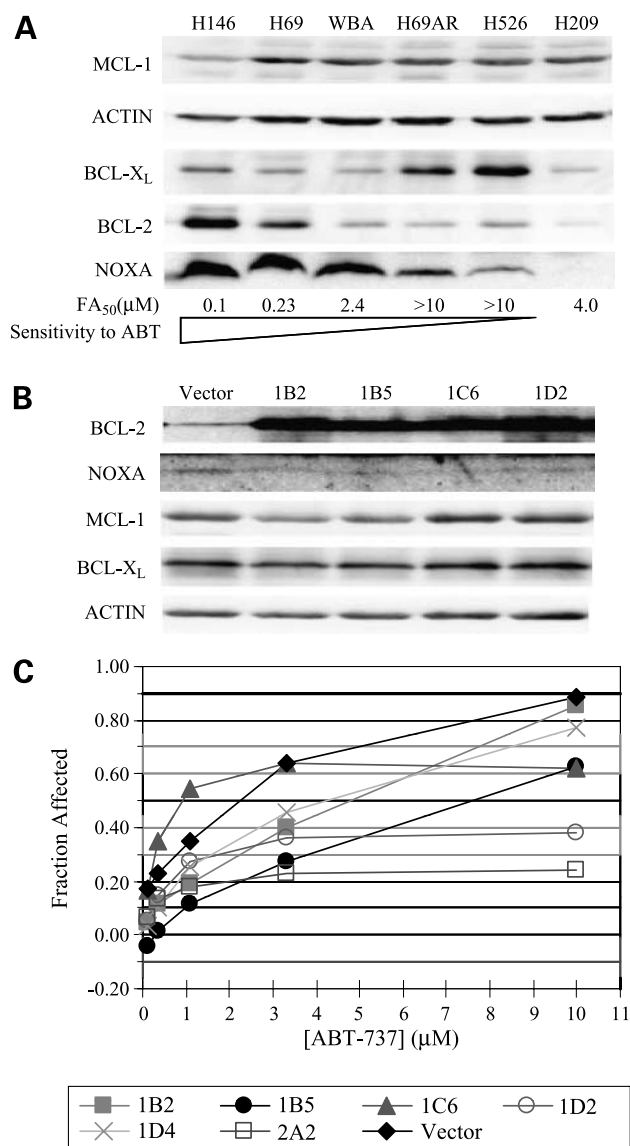 A
H146 H69 WBA H69AR H526 H209
MCL-1
ACTIN
BCL-XL
BCL-2
NOXA
FA50(µM) 0.1 0.23 2.4 >10 >10 4.0
Sensitivity to ABT
B
Vector 1B2 1B5 1C6 1D2
BCL-2
NOXA
MCL-1
BCL-XL
ACTIN
C
1.00
0.80
0.60
0.40
0.20
0.00
-0.20
Fraction Affected
0 1 2 3 4 5 6 7 8 9 10 11
[ABT-737] (µM)
1B2 1B5 1C6 1D2
1D4 2A2 Vector